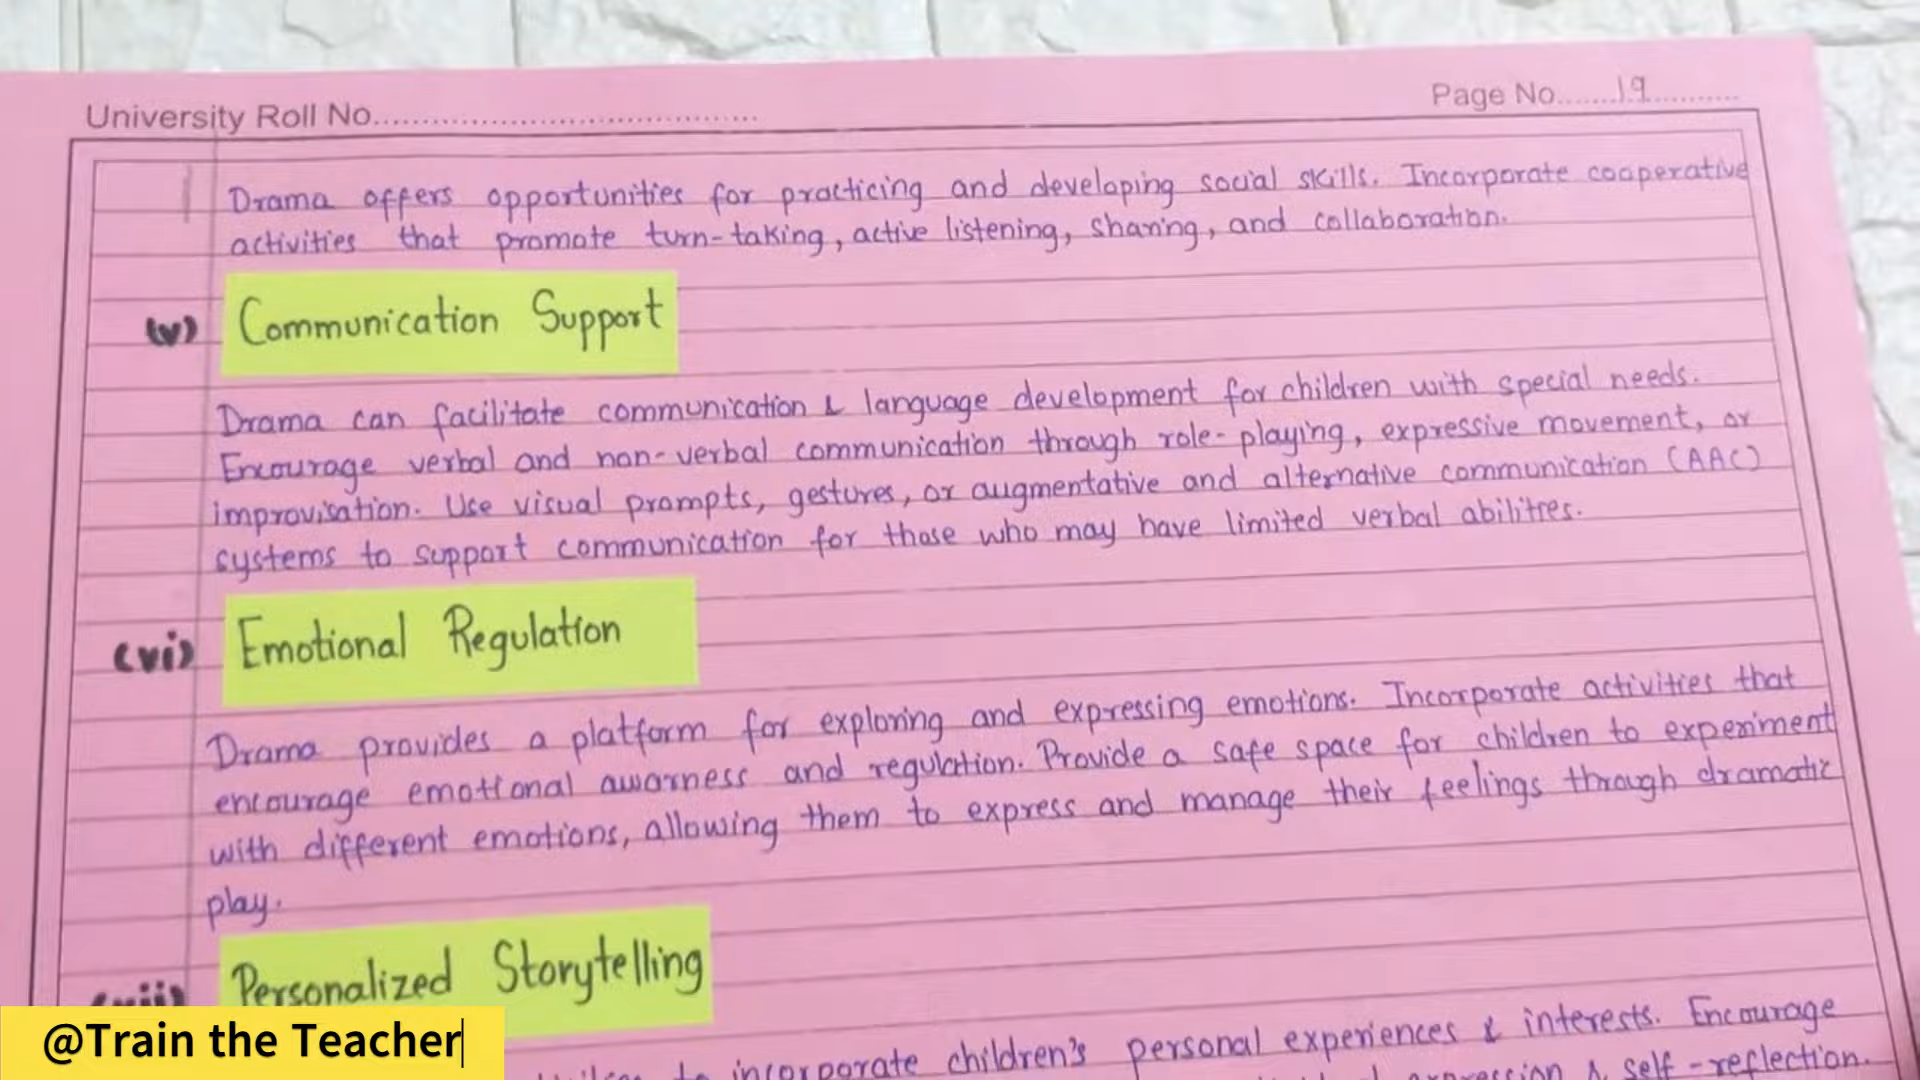 University Roll No.......................................
Page No.......19..........
Drama offers opportunities for practicing and developing social skills. Incorporate cooperative
activities that promote turn-taking, active listening, sharing, and collaboration.
(v) Communication Support
Drama can facilitate communication & language development for children with special needs.
Encourage verbal and non-verbal communication through role-playing, expressive movement, or
improvisation. Use visual prompts, gestures, or augmentative and alternative communication (AAC)
systems to support communication for those who may have limited verbal abilities.
(vi) Emotional Regulation
Drama provides a platform for exploring and expressing emotions. Incorporate activities that
encourage emotional awarness and regulation. Provide a safe space for children to experiment
with different emotions, allowing them to express and manage their feelings through dramatic
play.
(vii) Personalized Storytelling
to incorporate children's personal experiences & interests. Encourage
expression & self-reflection.
@Train the Teacher